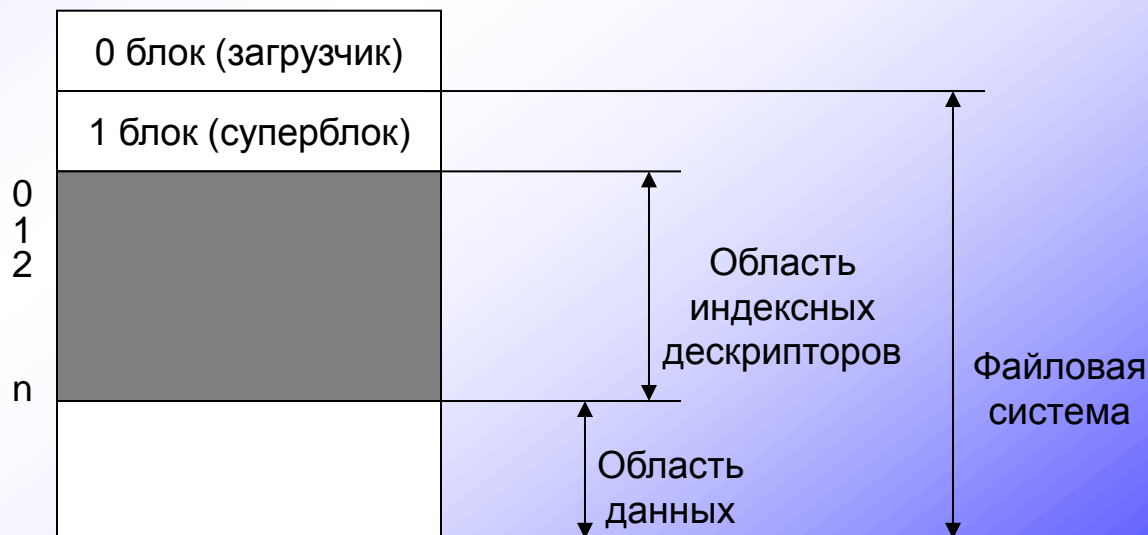 0 блок (загрузчик)
1 блок (суперблок)
0
1
2
n
Область
индексных
дескрипторов
Файловая
система
Область
данных